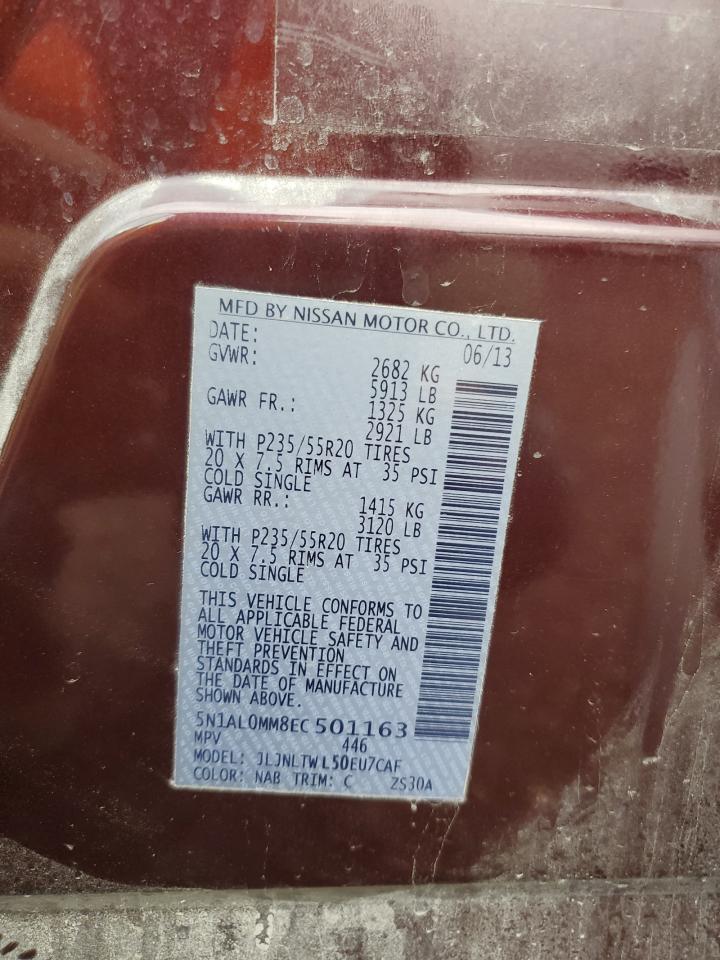 MFD BY NISSAN MOTOR CO., LTD.
DATE: 06/13
GVWR: 2682 KG
5913 LB
GAWR FR.: 1325 KG
2921 LB
WITH P235/55R20 TIRES
20 X 7.5 RIMS AT 35 PSI
COLD SINGLE
GAWR RR.: 1415 KG
3120 LB
WITH P235/55R20 TIRES
20 X 7.5 RIMS AT 35 PSI
COLD SINGLE
THIS VEHICLE CONFORMS TO
ALL APPLICABLE FEDERAL
MOTOR VEHICLE SAFETY AND
THEFT PREVENTION
STANDARDS IN EFFECT ON
THE DATE OF MANUFACTURE
SHOWN ABOVE.
5N1AL0MM8EC501163
MPV 446
MODEL: JLJNLTWL50EU7CAF
COLOR: NAB TRIM: C ZS30A